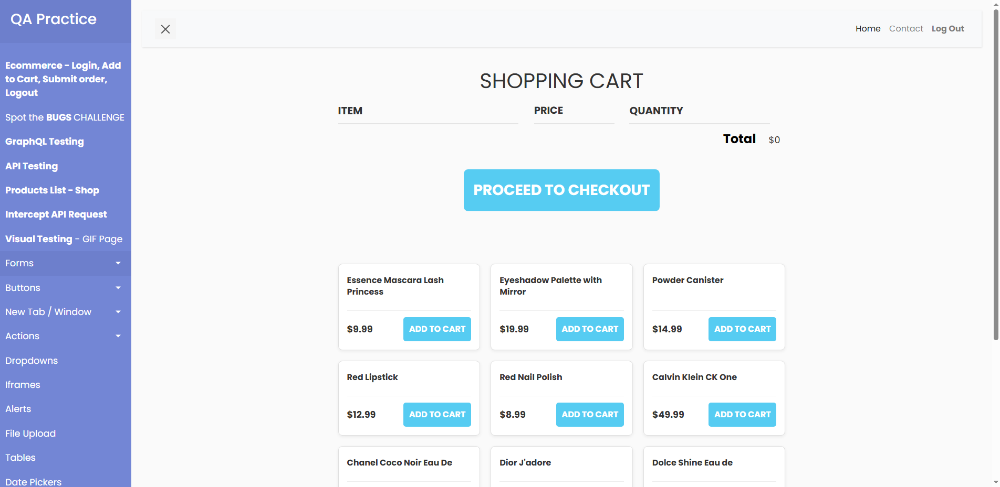 QA Practice
Ecommerce - Login, Add
to Cart, Submit order,
Logout
Spot the BUGS CHALLENGE
GraphQL Testing
API Testing
Products List - Shop
Intercept API Request
Visual Testing - GIF Page
Forms
Buttons
New Tab / Window
Actions
Dropdowns
Iframes
Alerts
File Upload
Tables
Date Pickers
Home Contact Log Out
SHOPPING CART
ITEM PRICE QUANTITY
Total $0
PROCEED TO CHECKOUT
Essence Mascara Lash
Princess
$9.99 ADD TO CART
Eyeshadow Palette with
Mirror
$19.99 ADD TO CART
Powder Canister
$14.99 ADD TO CART
Red Lipstick
$12.99 ADD TO CART
Red Nail Polish
$8.99 ADD TO CART
Calvin Klein CK One
$49.99 ADD TO CART
Chanel Coco Noir Eau De
Dior J'adore
Dolce Shine Eau de